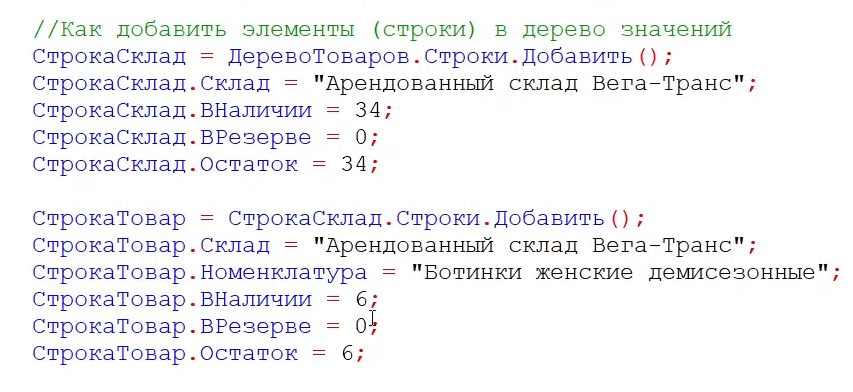 //Как добавить элементы (строки) в дерево значений
СтрокаСклад = ДеревоТоваров.Строки.Добавить();
СтрокаСклад.Склад = "Арендованный склад Вега-Транс";
СтрокаСклад.ВНаличии = 34;
СтрокаСклад.ВРезерве = 0;
СтрокаСклад.Остаток = 34;
СтрокаТовар = СтрокаСклад.Строки.Добавить();
СтрокаТовар.Склад = "Арендованный склад Вега-Транс";
СтрокаТовар.Номенклатура = "Ботинки женские демисезонные";
СтрокаТовар.ВНаличии = 6;
СтрокаТовар.ВРезерве = 0;
СтрокаТовар.Остаток = 6;